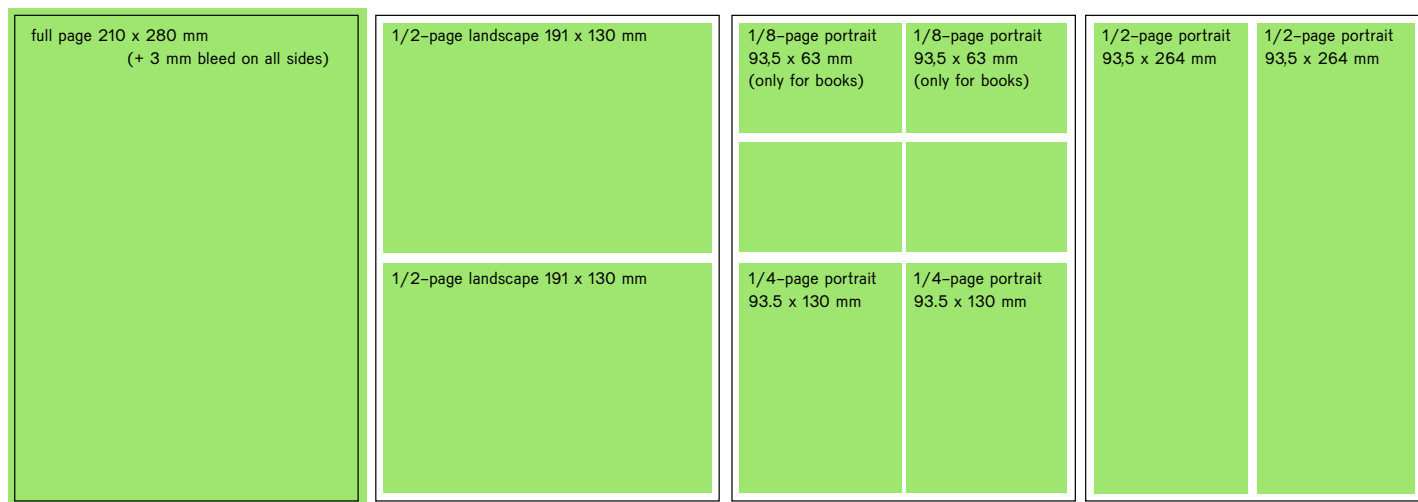 full page 210 x 280 mm
(+ 3 mm bleed on all sides)
1/2-page landscape 191 x 130 mm
1/2-page landscape 191 x 130 mm
1/8-page portrait
93,5 x 63 mm
(only for books)
1/8-page portrait
93,5 x 63 mm
(only for books)
1/4-page portrait
93.5 x 130 mm
1/4-page portrait
93.5 x 130 mm
1/2-page portrait
93,5 x 264 mm
1/2-page portrait
93,5 x 264 mm